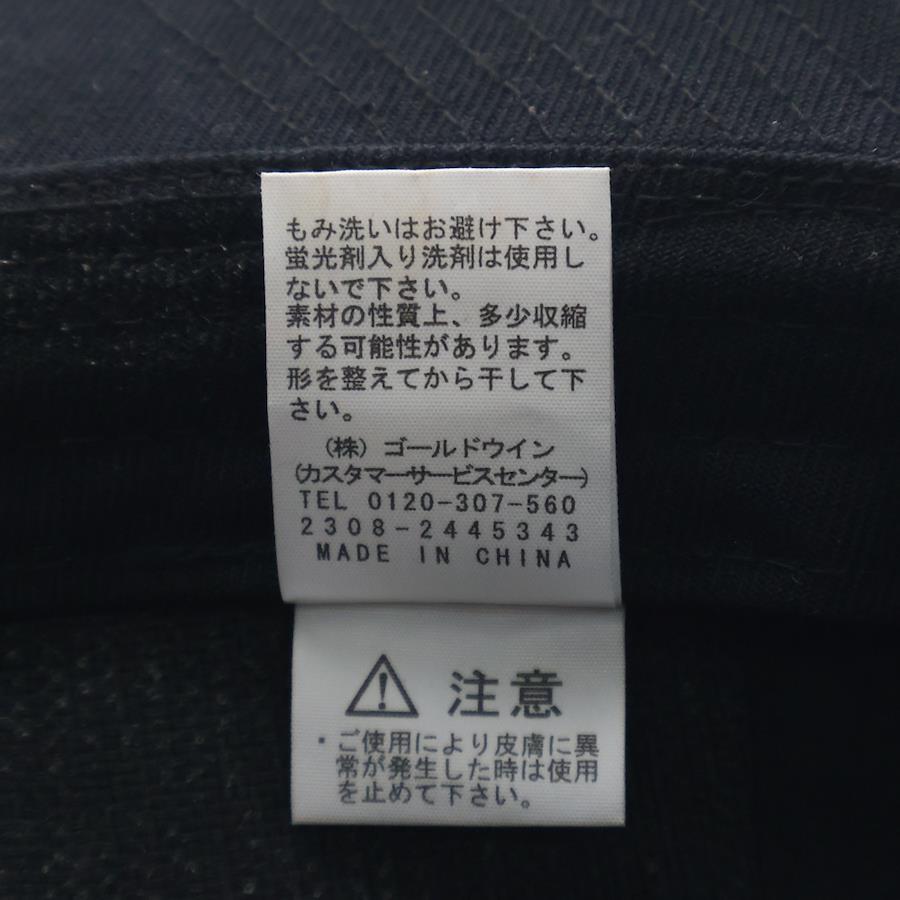 もみ洗いはお避け下さい。
蛍光剤入り洗剤は使用し
ないで下さい。
素材の性質上、多少収縮
する可能性があります。
形を整えてから干して下
さい。
(株) ゴールドウイン
(カスタマーサービスセンター)
TEL 0120-307-560
2308-2445343
MADE IN CHINA
注意
・ご使用により皮膚に異
常が発生した時は使用
を止めて下さい。